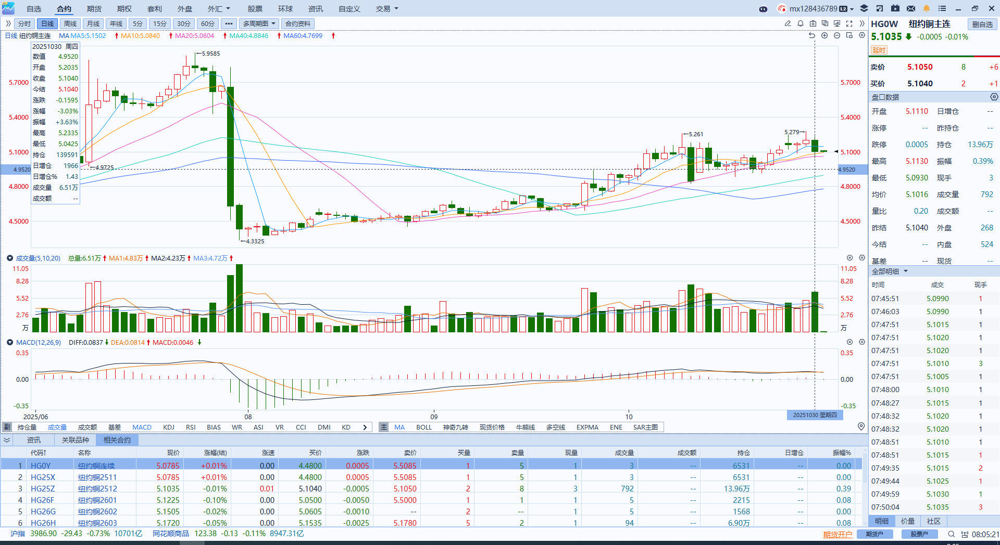 自选 合约 期货 期权 套利 外盘 外汇 股票 环球 资讯 自定义 交易 mx128436789 L2
分时 日线 周线 月线 年线 5分 15分 30分 60分 ••• 多周期图 合约资料
HG0W 纽约铜主连 删自选
5.1035 -0.0005 -0.01%
延时
日线 纽约铜主连 MA MA5:5.1502 MA10:5.0840 MA20:5.0604 MA40:4.8846 MA60:4.7699
20251030 周四
数值 4.9520
开盘 5.2035
收盘 5.1040
今结 5.1040
涨跌 -0.1595
涨幅 -3.03%
振幅 +3.63%
最高 5.2335
最低 5.0425
持仓 139591
日增仓 1966
日增仓% 1.43
成交量 6.51万
成交额 --
5.7000 5.7000
5.4000 5.4000
5.1000 5.1000
4.9520 4.9520
4.8000 4.8000
4.5000 4.5000
←5.9585
←4.9725
←4.3325
←5.261
5.279→
成交量(5,10,20) 总量:6.51万 MA1:4.83万 MA2:4.23万 MA3:4.72万
11.05 11.05
8.28 8.28
5.52 5.52
2.76 2.76
万 万
MACD(12,26,9) DIFF:0.0837 DEA:0.0814 MACD:0.0046
0.35 0.35
0.00 0.00
-0.35 -0.35
2025/06 08 09 10 20251030 星期四
副 持仓量 成交量 成交额 基差 MACD KDJ RSI BIAS WR ASI VR CCI DMI KD 主 MA BOLL 神奇九转 现货价格 牛熊线 多空线 EXPMA ENE SAR主图
卖价 5.1050 8 +6
买价 5.1040 2 +1
盘口数据
开盘 5.1110 日增仓 --
涨停 -- 昨持仓 --
跌停 0.0005 持仓 13.96万
最高 5.1130 振幅 0.39%
最低 5.0930 现手 3
均价 5.1016 成交量 792
量比 0.20 成交额 --
昨结 5.1040 外盘 268
今结 -- 内盘 524
基差 -- 现货 --
全部明细
时间 成交 现手
07:45:51 5.0990 1
07:46:03 5.0990 1
07:47:51 5.1015 1
07:47:51 5.1020 1
07:47:51 5.1020 1
07:47:51 5.1010 3
07:47:51 5.1005 1
07:48:00 5.1010 1
07:48:27 5.1015 1
07:48:32 5.1020 1
07:48:32 5.1020 1
07:48:51 5.1010 1
07:48:51 5.1015 1
07:49:35 5.1015 2
07:49:44 5.1025 1
07:49:59 5.1030 1
07:50:04 5.1035 3
明细 价量 社区
资讯 关联品种 相关合约
代码↑ 名称 现价 涨幅(结) 涨速 买价 涨跌 卖价 买量 卖量 现量 成交量 成交额 持仓 日增仓 振幅%
1 HG0Y 纽约铜连续 5.0785 +0.01% 0.00 4.4800 0.0005 5.5085 1 5 1 3 -- 6531 -- 0.00
2 HG25X 纽约铜2511 5.0785 +0.01% 0.00 4.4800 0.0005 5.5085 1 5 1 3 -- 6531 -- 0.00
3 HG25Z 纽约铜2512 5.1035 -0.01% 0.01 5.1040 -0.0005 5.1050 2 8 3 792 -- 13.96万 -- 0.39
4 HG26F 纽约铜2601 5.1225 -0.10% 0.00 5.0500 -0.0050 5.5000 1 1 1 5 -- 2215 -- 0.08
5 HG26G 纽约铜2602 5.1505 -0.02% 0.00 5.0605 -0.0010 -- 2 -- 1 5 -- 1568 -- 0.00
6 HG26H 纽约铜2603 5.1720 -0.05% 0.00 5.1535 -0.0025 5.1780 5 2 1 94 -- 6.90万 -- 0.08
沪指 3986.90 -29.43 -0.73% 10701亿 同花顺商品 123.38 -0.13 -0.11% 8947.31亿 期货开户 期货户 股票户 08:05:21